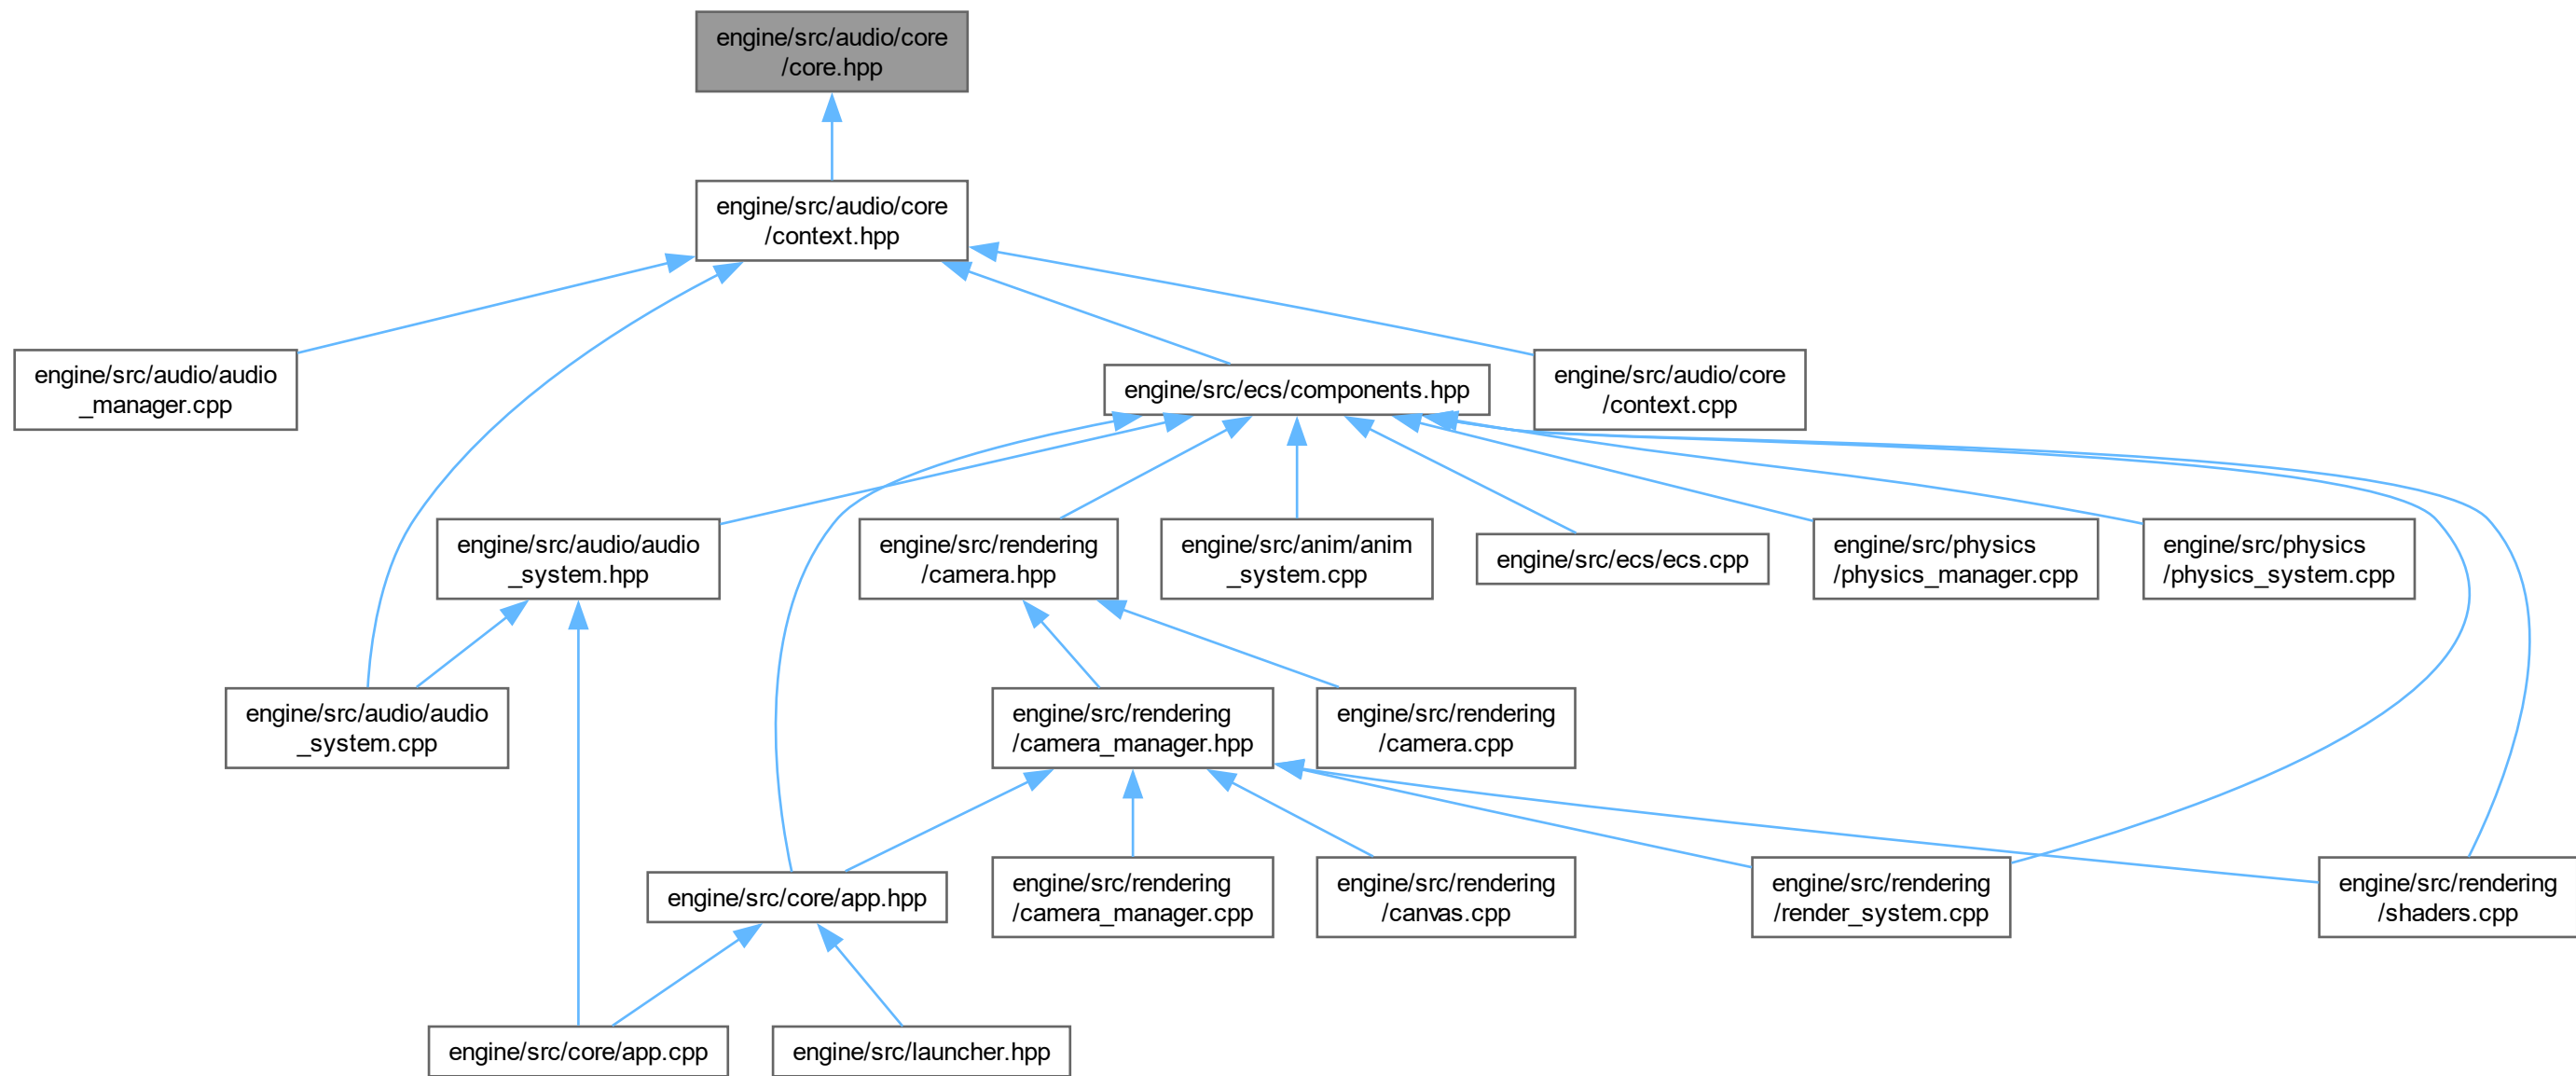 engine/src/audio/core
/core.hpp
engine/src/audio/core
/context.hpp
engine/src/audio/audio
_manager.cpp
engine/src/ecs/components.hpp
engine/src/audio/core
/context.cpp
engine/src/audio/audio
_system.hpp
engine/src/rendering
/camera.hpp
engine/src/anim/anim
_system.cpp
engine/src/ecs/ecs.cpp
engine/src/physics
/physics_manager.cpp
engine/src/physics
/physics_system.cpp
engine/src/audio/audio
_system.cpp
engine/src/rendering
/camera_manager.hpp
engine/src/rendering
/camera.cpp
engine/src/core/app.hpp
engine/src/rendering
/camera_manager.cpp
engine/src/rendering
/canvas.cpp
engine/src/rendering
/render_system.cpp
engine/src/rendering
/shaders.cpp
engine/src/core/app.cpp
engine/src/launcher.hpp